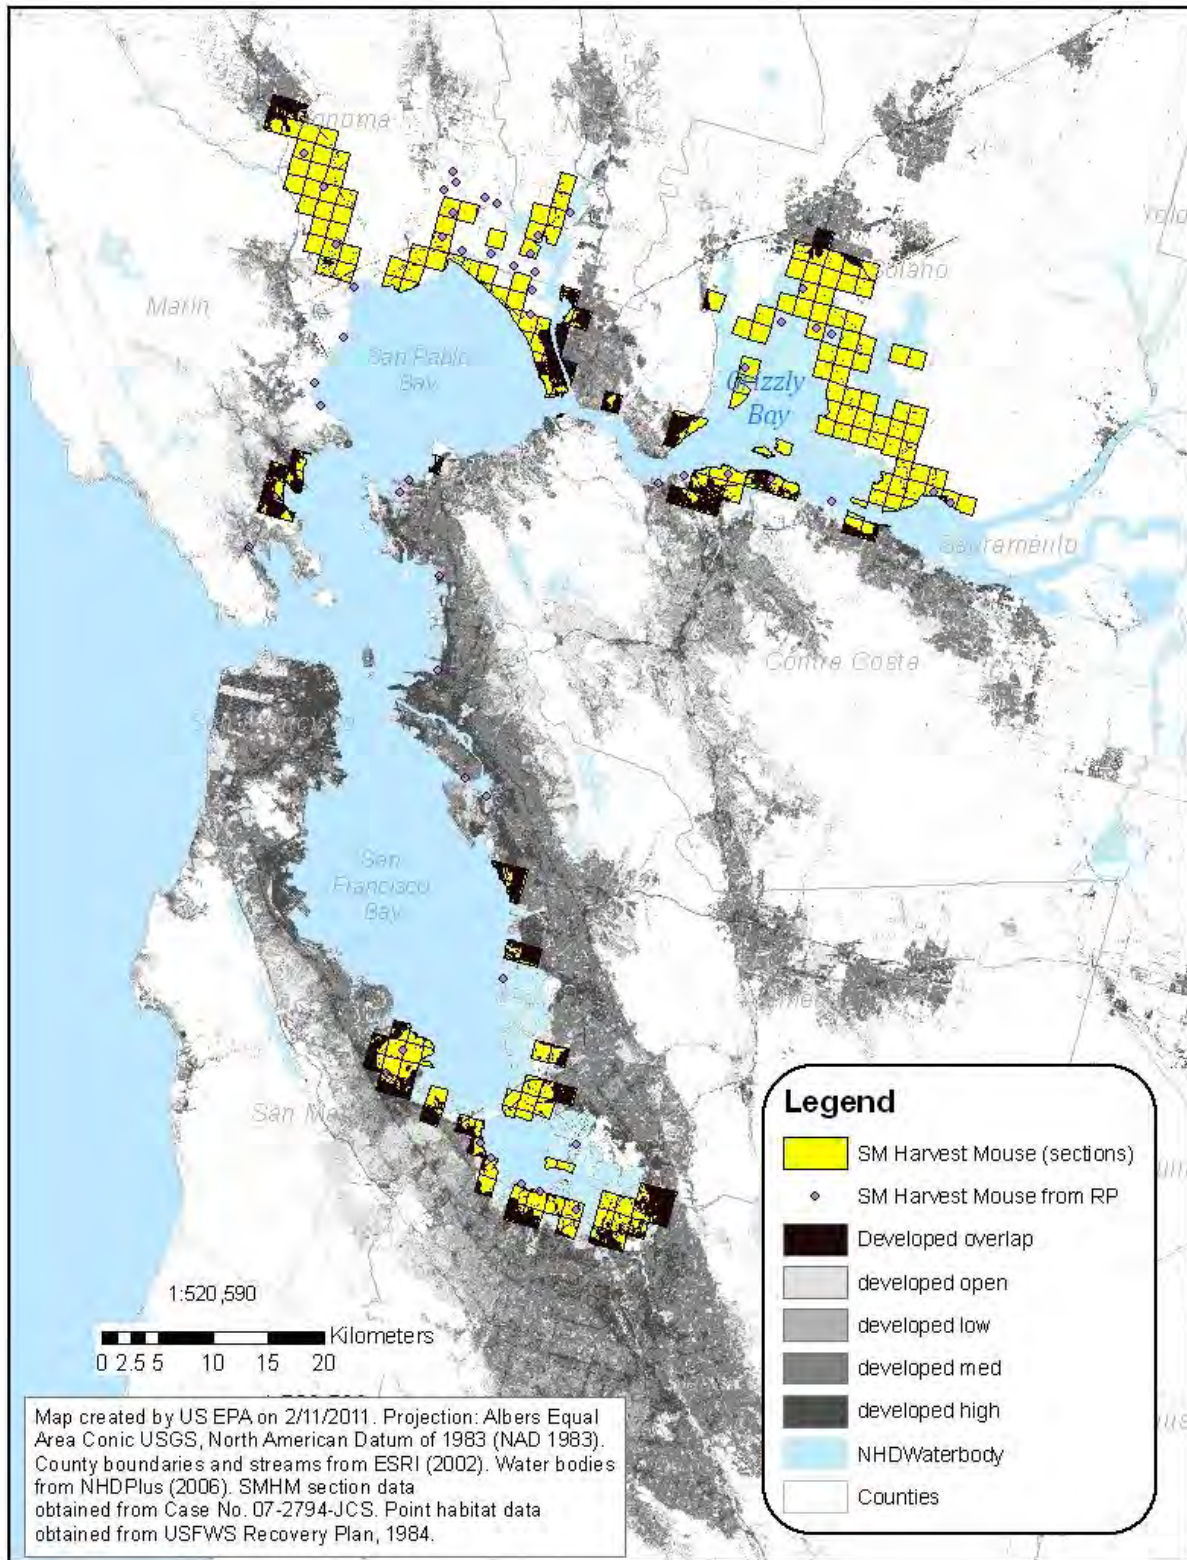 Sonoma
Yolo
Solano
Marin
San Pablo
Bay
Grizzly
Bay
Sacramento
Contra Costa
San Francisco
San
Francisco
Bay
San Mateo
Legend
SM Harvest Mouse (sections)
SM Harvest Mouse from RP
Developed overlap
developed open
developed low
developed med
developed high
NHDWaterbody
Counties
1:520,590
Kilometers
0 2.5 5 10 15 20
Map created by US EPA on 2/11/2011. Projection: Albers Equal
Area Conic USGS, North American Datum of 1983 (NAD 1983).
County boundaries and streams from ESRI (2002). Water bodies
from NHDPlus (2006). SMHM section data
obtained from Case No. 07-2794-JCS. Point habitat data
obtained from USFWS Recovery Plan, 1984.